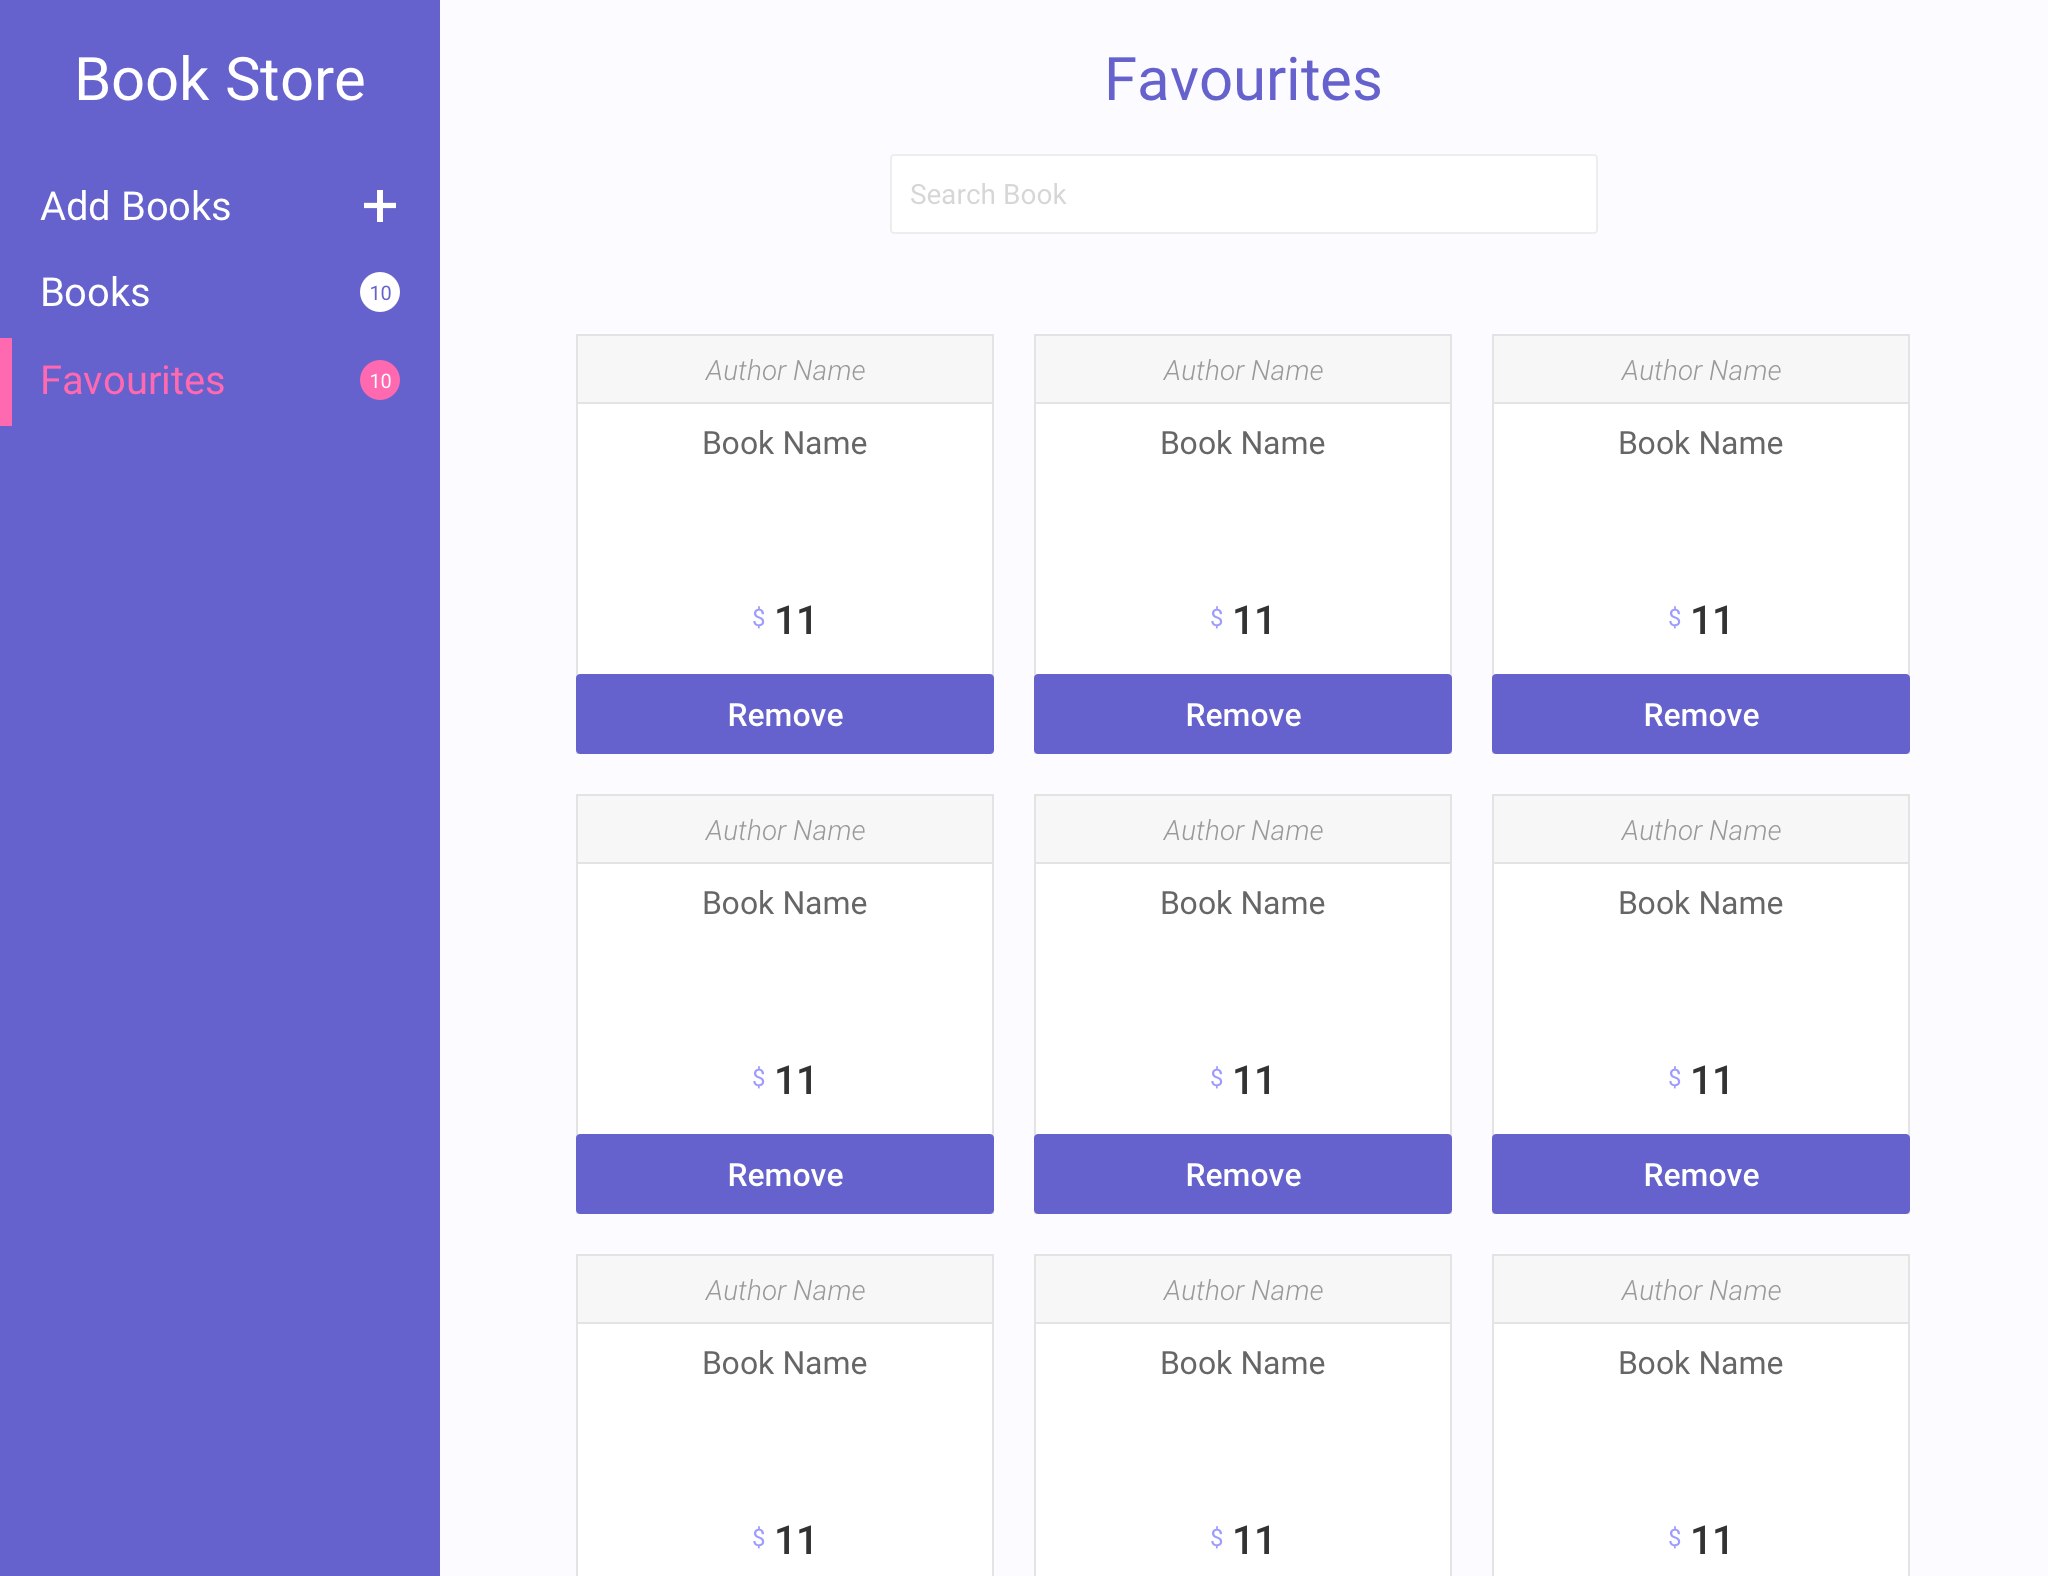 Book Store
Add Books
Books 10
Favourites 10
Favourites
Search Book
Author Name Author Name Author Name
Book Name Book Name Book Name
$ 11 $ 11 $ 11
Remove Remove Remove
Author Name Author Name Author Name
Book Name Book Name Book Name
$ 11 $ 11 $ 11
Remove Remove Remove
Author Name Author Name Author Name
Book Name Book Name Book Name
$ 11 $ 11 $ 11